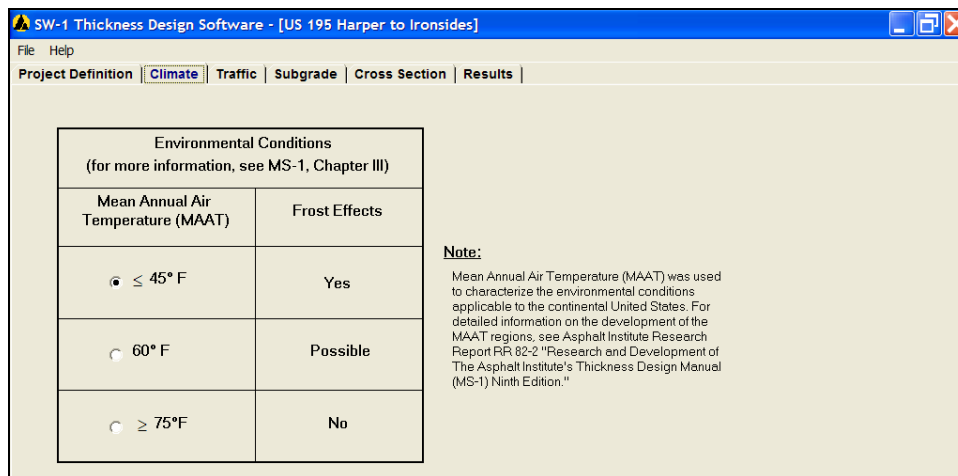 SW-1 Thickness Design Software - [US 195 Harper to Ironsides]
File Help
Project Definition | Climate | Traffic | Subgrade | Cross Section | Results |
Environmental Conditions
(for more information, see MS-1, Chapter III)
Mean Annual Air
Temperature (MAAT)
Frost Effects
≤ 45° F
Yes
60° F
Possible
≥ 75°F
No
Note:
Mean Annual Air Temperature (MAAT) was used
to characterize the environmental conditions
applicable to the continental United States. For
detailed information on the development of the
MAAT regions, see Asphalt Institute Research
Report RR 82-2 "Research and Development of
The Asphalt Institute's Thickness Design Manual
(MS-1) Ninth Edition."